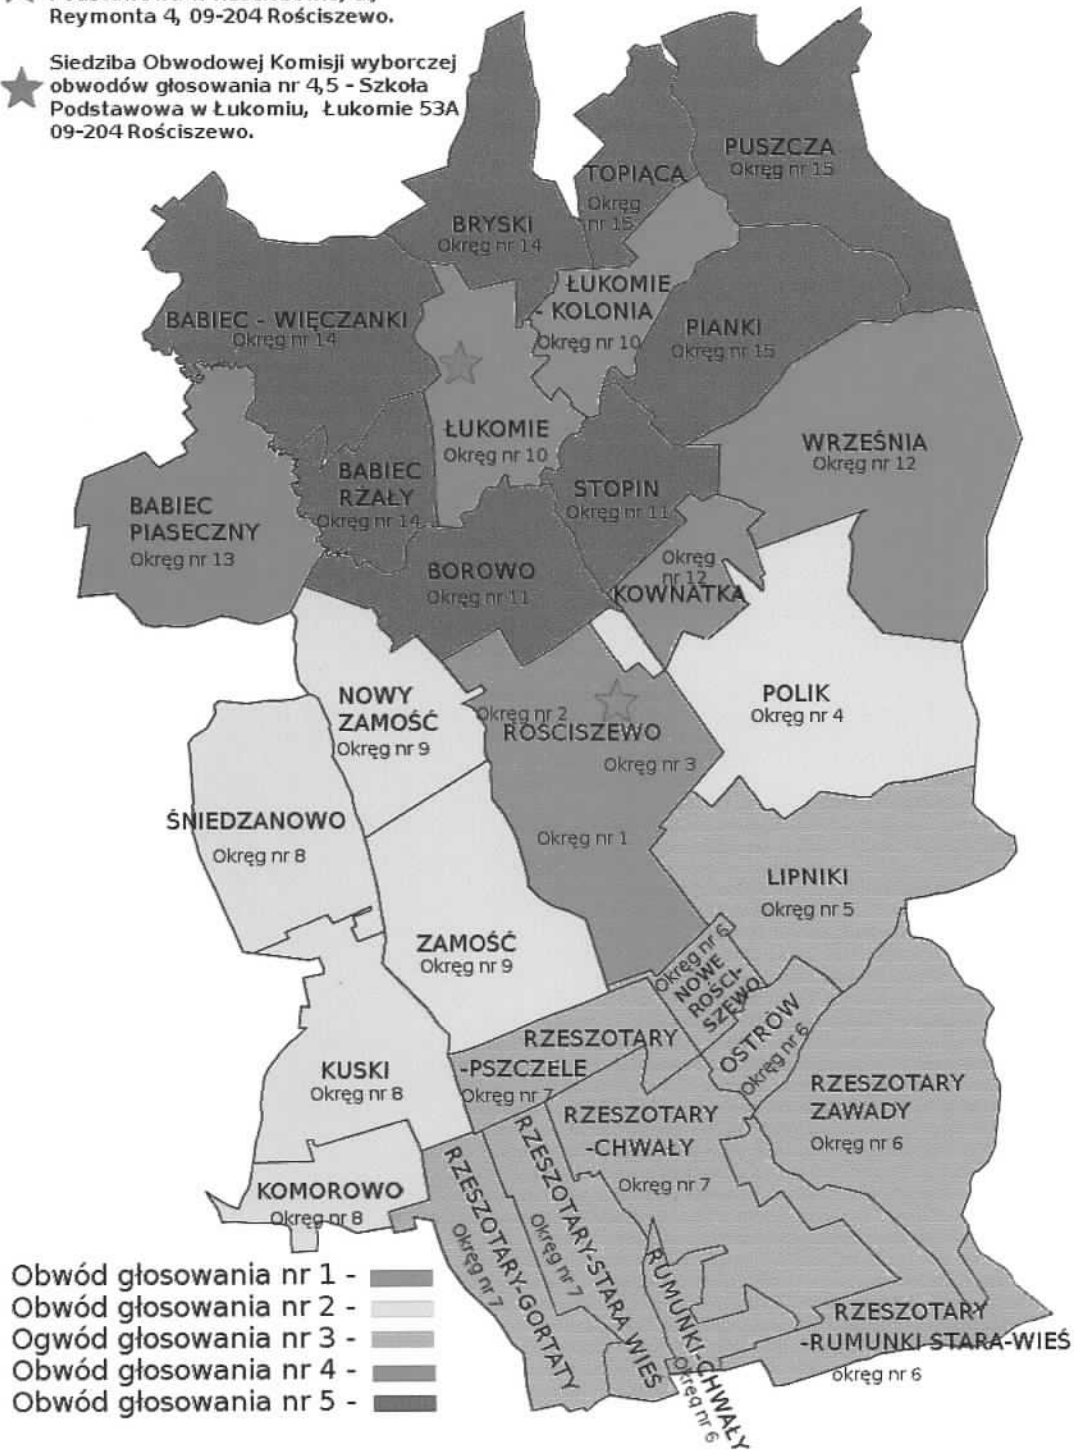 Reymonta 4, 09-204 Rościszewo.
Siedziba Obwodowej Komisji wyborczej
obwodów głosowania nr 4,5 - Szkoła
Podstawowa w Łukomiu, Łukomie 53A
09-204 Rościszewo.
PUSZCZA
Okręg nr 15
TOPIĄCA
Okręg
nr 15
BRYSKI
Okręg nr 14
ŁUKOMIE
- KOLONIA
Okręg nr 10
BABIEC - WIĘCZANKI
Okręg nr 14
PIANKI
Okręg nr 15
ŁUKOMIE
Okręg nr 10
WRZEŚNIA
Okręg nr 12
BABIEC
RŻAŁY
Okręg nr 14
STOPIN
Okręg nr 11
BABIEC
PIASECZNY
Okręg nr 13
BOROWO
Okręg nr 11
Okręg
nr 12
KOWNATKA
NOWY
ZAMOŚĆ
Okręg nr 9
POLIK
Okręg nr 4
Okręg nr 2
ROŚCISZEWO
Okręg nr 3
Okręg nr 1
ŚNIEDZANOWO
Okręg nr 8
LIPNIKI
Okręg nr 5
ZAMOŚĆ
Okręg nr 9
Okręg nr 6
NOWE
ROŚCI-
SZEWO
OSTRÓW
Okręg nr 6
RZESZOTARY
-PSZCZELE
Okręg nr 7
KUSKI
Okręg nr 8
RZESZOTARY
ZAWADY
Okręg nr 6
RZESZOTARY
-CHWAŁY
Okręg nr 7
KOMOROWO
Okręg nr 8
RZESZOTARY-GORTATY
Okręg nr 7
RZESZOTARY-STARA WIEŚ
Okręg nr 7
RUMUNKI-CHWAŁY
Okręg nr 6
RZESZOTARY
-RUMUNKI STARA-WIEŚ
okręg nr 6
Obwód głosowania nr 1 -
Obwód głosowania nr 2 -
Ogwód głosowania nr 3 -
Obwód głosowania nr 4 -
Obwód głosowania nr 5 -